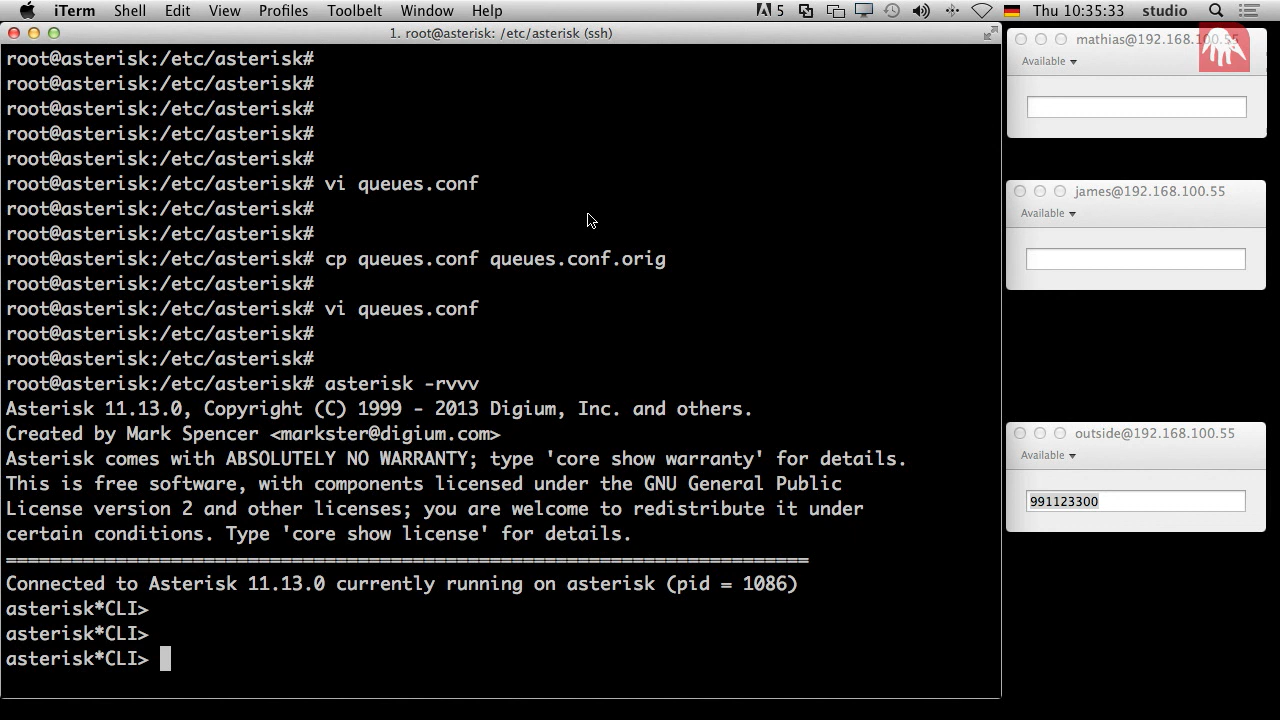 iTerm Shell Edit View Profiles Toolbelt Window Help 5 Thu 10:35:33 studio
1. root@asterisk: /etc/asterisk (ssh)
root@asterisk:/etc/asterisk#
root@asterisk:/etc/asterisk#
root@asterisk:/etc/asterisk#
root@asterisk:/etc/asterisk#
root@asterisk:/etc/asterisk#
root@asterisk:/etc/asterisk# vi queues.conf
root@asterisk:/etc/asterisk#
root@asterisk:/etc/asterisk#
root@asterisk:/etc/asterisk# cp queues.conf queues.conf.orig
root@asterisk:/etc/asterisk#
root@asterisk:/etc/asterisk# vi queues.conf
root@asterisk:/etc/asterisk#
root@asterisk:/etc/asterisk#
root@asterisk:/etc/asterisk# asterisk -rvvv
Asterisk 11.13.0, Copyright (C) 1999 - 2013 Digium, Inc. and others.
Created by Mark Spencer <markster@digium.com>
Asterisk comes with ABSOLUTELY NO WARRANTY; type 'core show warranty' for details.
This is free software, with components licensed under the GNU General Public
License version 2 and other licenses; you are welcome to redistribute it under
certain conditions. Type 'core show license' for details.
=========================================================================
Connected to Asterisk 11.13.0 currently running on asterisk (pid = 1086)
asterisk*CLI>
asterisk*CLI>
asterisk*CLI>
mathias@192.168.100.55
Available
james@192.168.100.55
Available
outside@192.168.100.55
Available
991123300